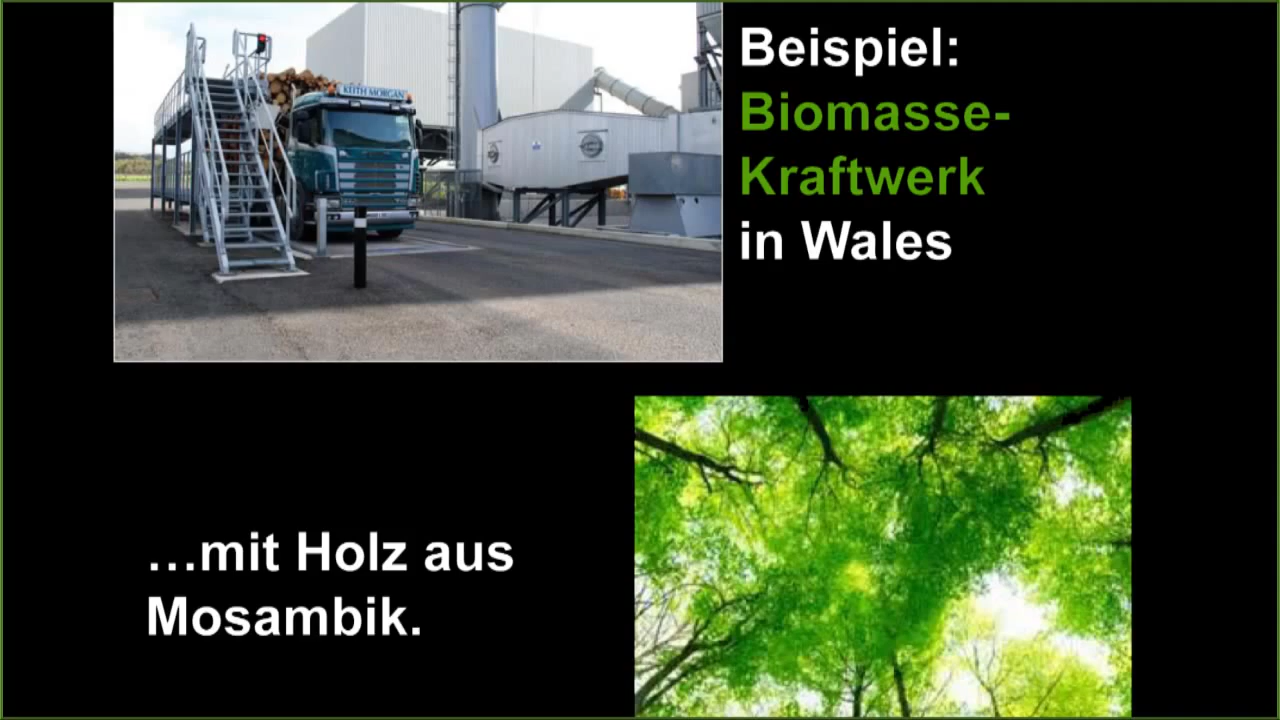 KEITH MORGAN
Beispiel:
Biomasse-
Kraftwerk
in Wales
…mit Holz aus
Mosambik.